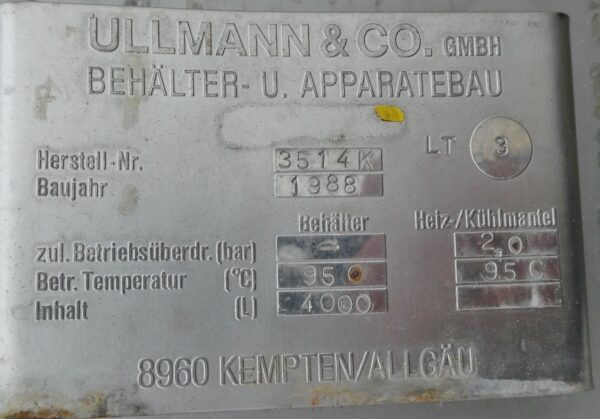 ULLMANN & CO. GMBH
BEHÄLTER- U. APPARATEBAU
LT 3
Herstell-Nr. 3514K
Baujahr 1988
Behälter Heiz-/Kühlmantel
zul. Betriebsüberdr. (bar) - 2,0
Betr. Temperatur (°C) 95 C 95 C
Inhalt (L) 4000
8960 KEMPTEN/ALLGÄU